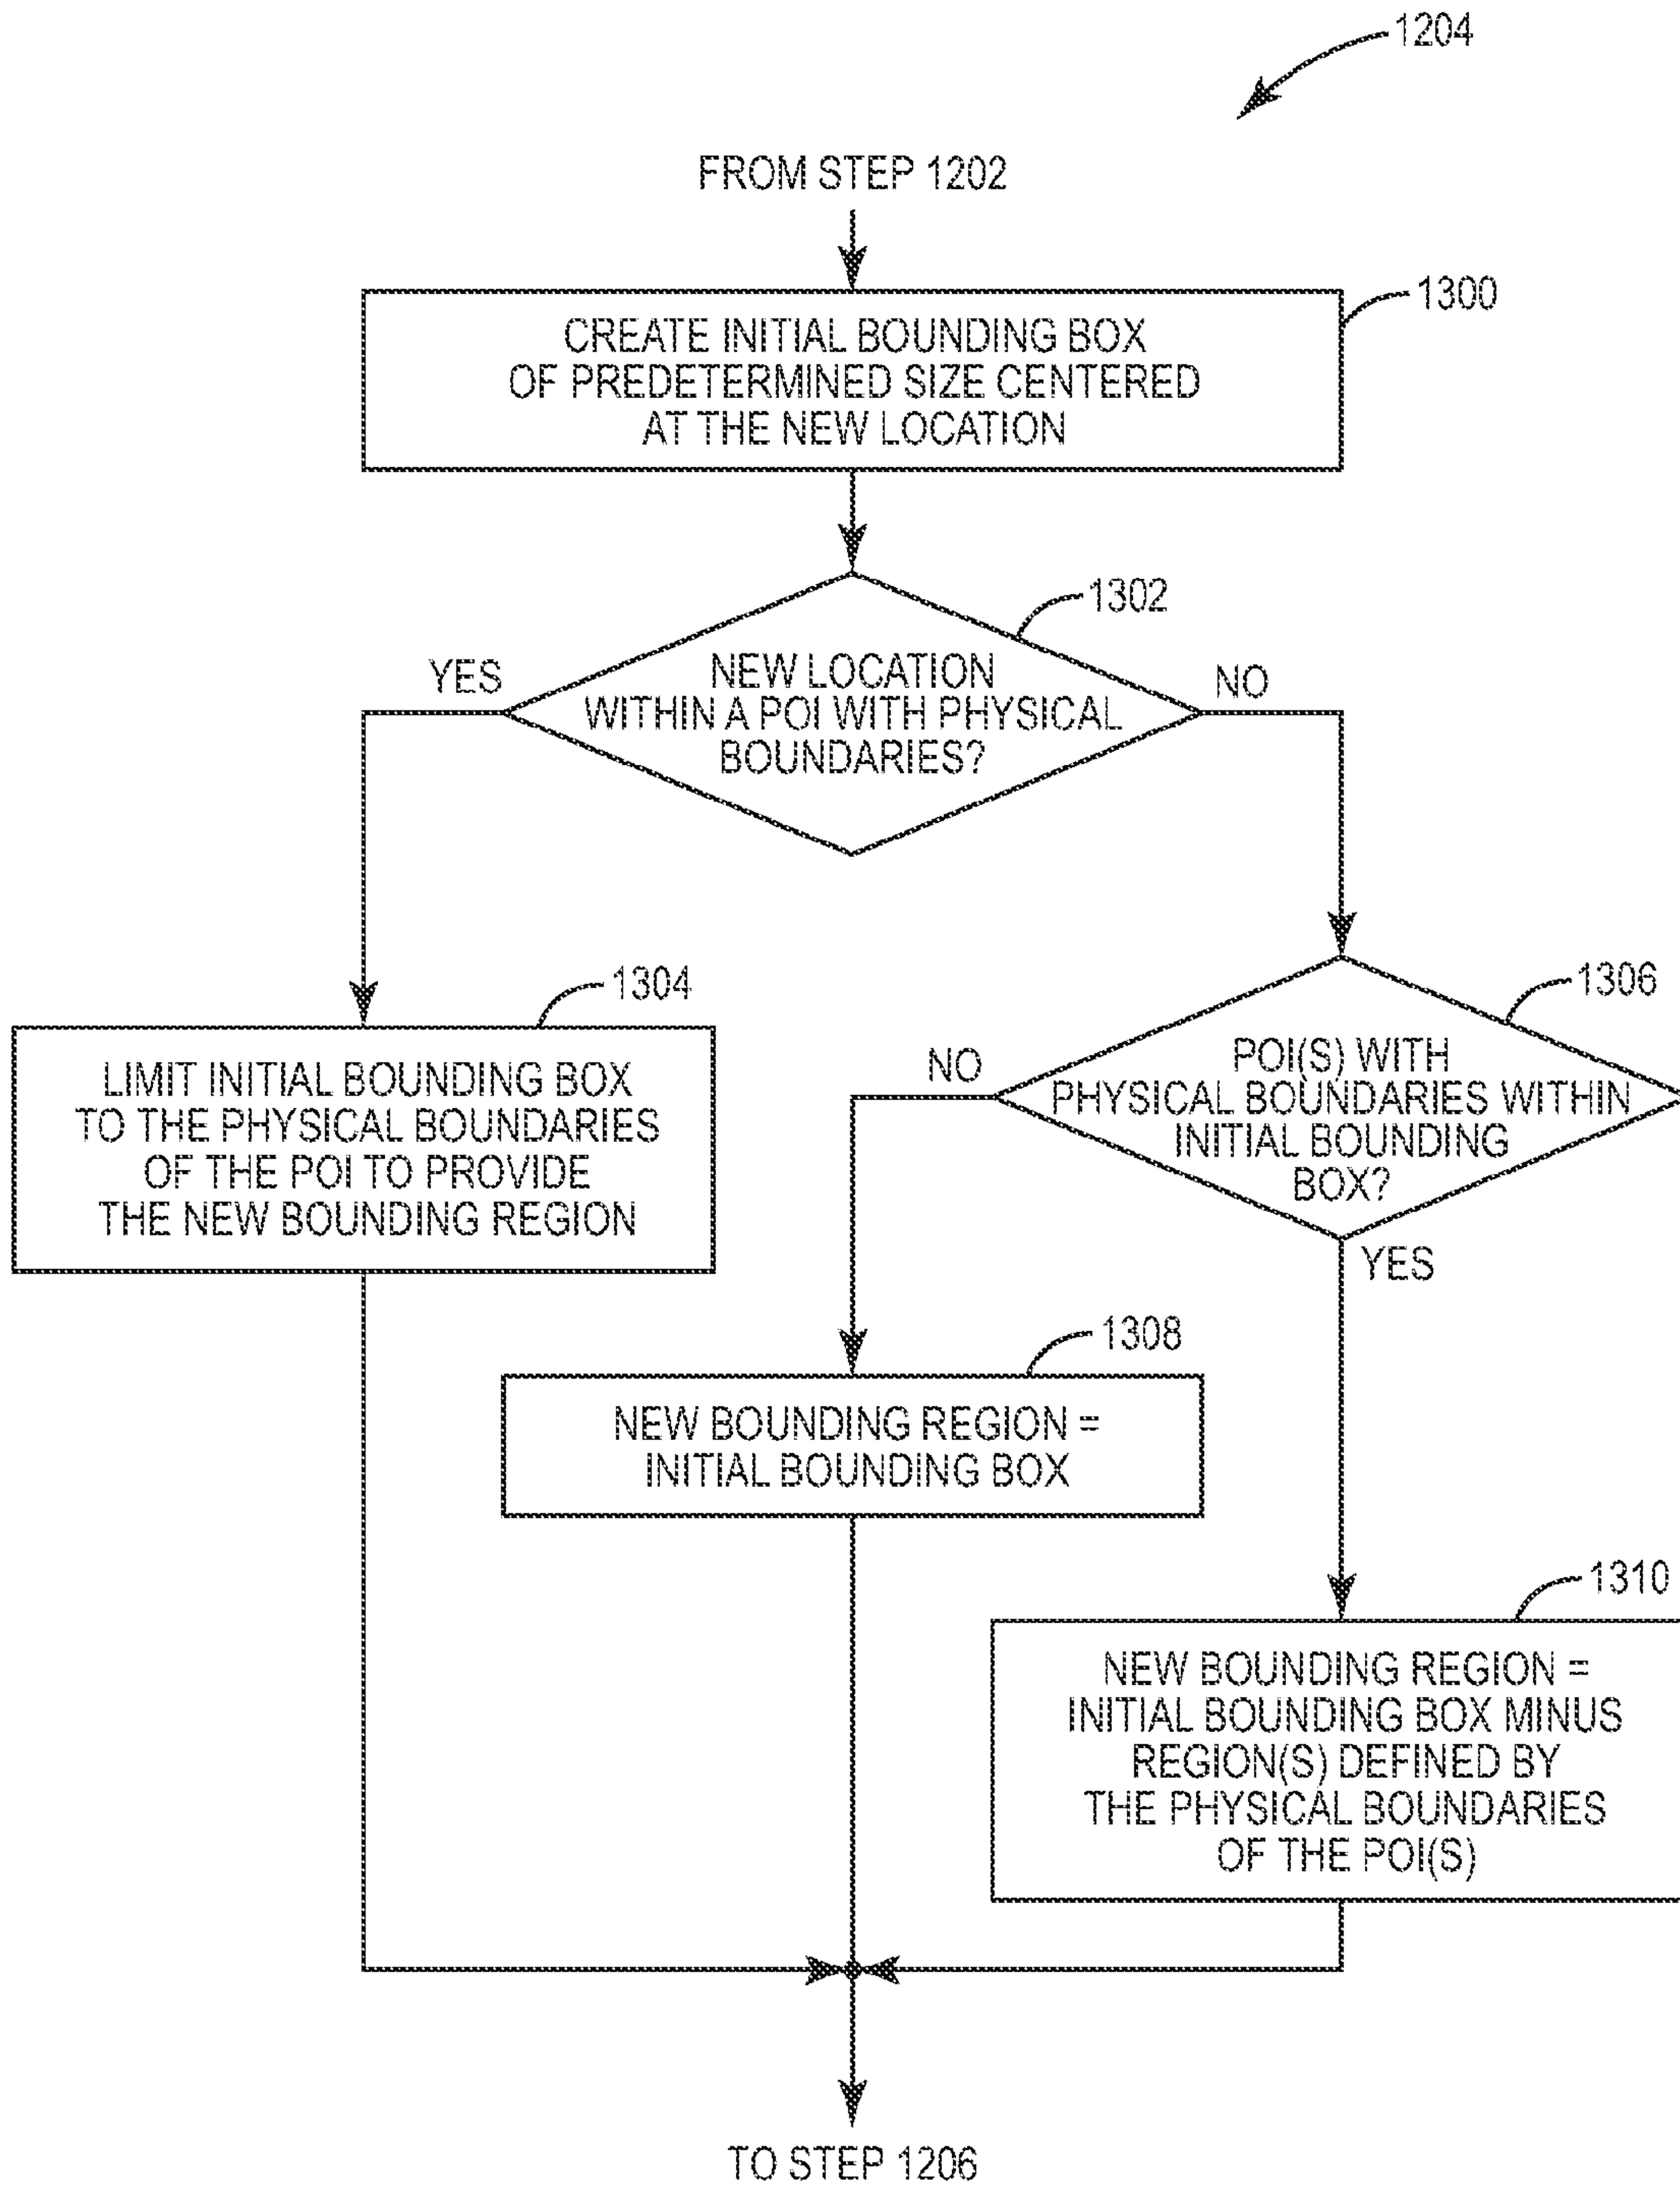 1204
FROM STEP 1202
1300
CREATE INITIAL BOUNDING BOX
OF PREDETERMINED SIZE CENTERED
AT THE NEW LOCATION
1302
YES
NEW LOCATION
WITHIN A POI WITH PHYSICAL
BOUNDARIES?
NO
1304
LIMIT INITIAL BOUNDING BOX
TO THE PHYSICAL BOUNDARIES
OF THE POI TO PROVIDE
THE NEW BOUNDING REGION
1306
NO
POI(S) WITH
PHYSICAL BOUNDARIES WITHIN
INITIAL BOUNDING
BOX?
YES
1308
NEW BOUNDING REGION =
INITIAL BOUNDING BOX
1310
NEW BOUNDING REGION =
INITIAL BOUNDING BOX MINUS
REGION(S) DEFINED BY
THE PHYSICAL BOUNDARIES
OF THE POI(S)
TO STEP 1206